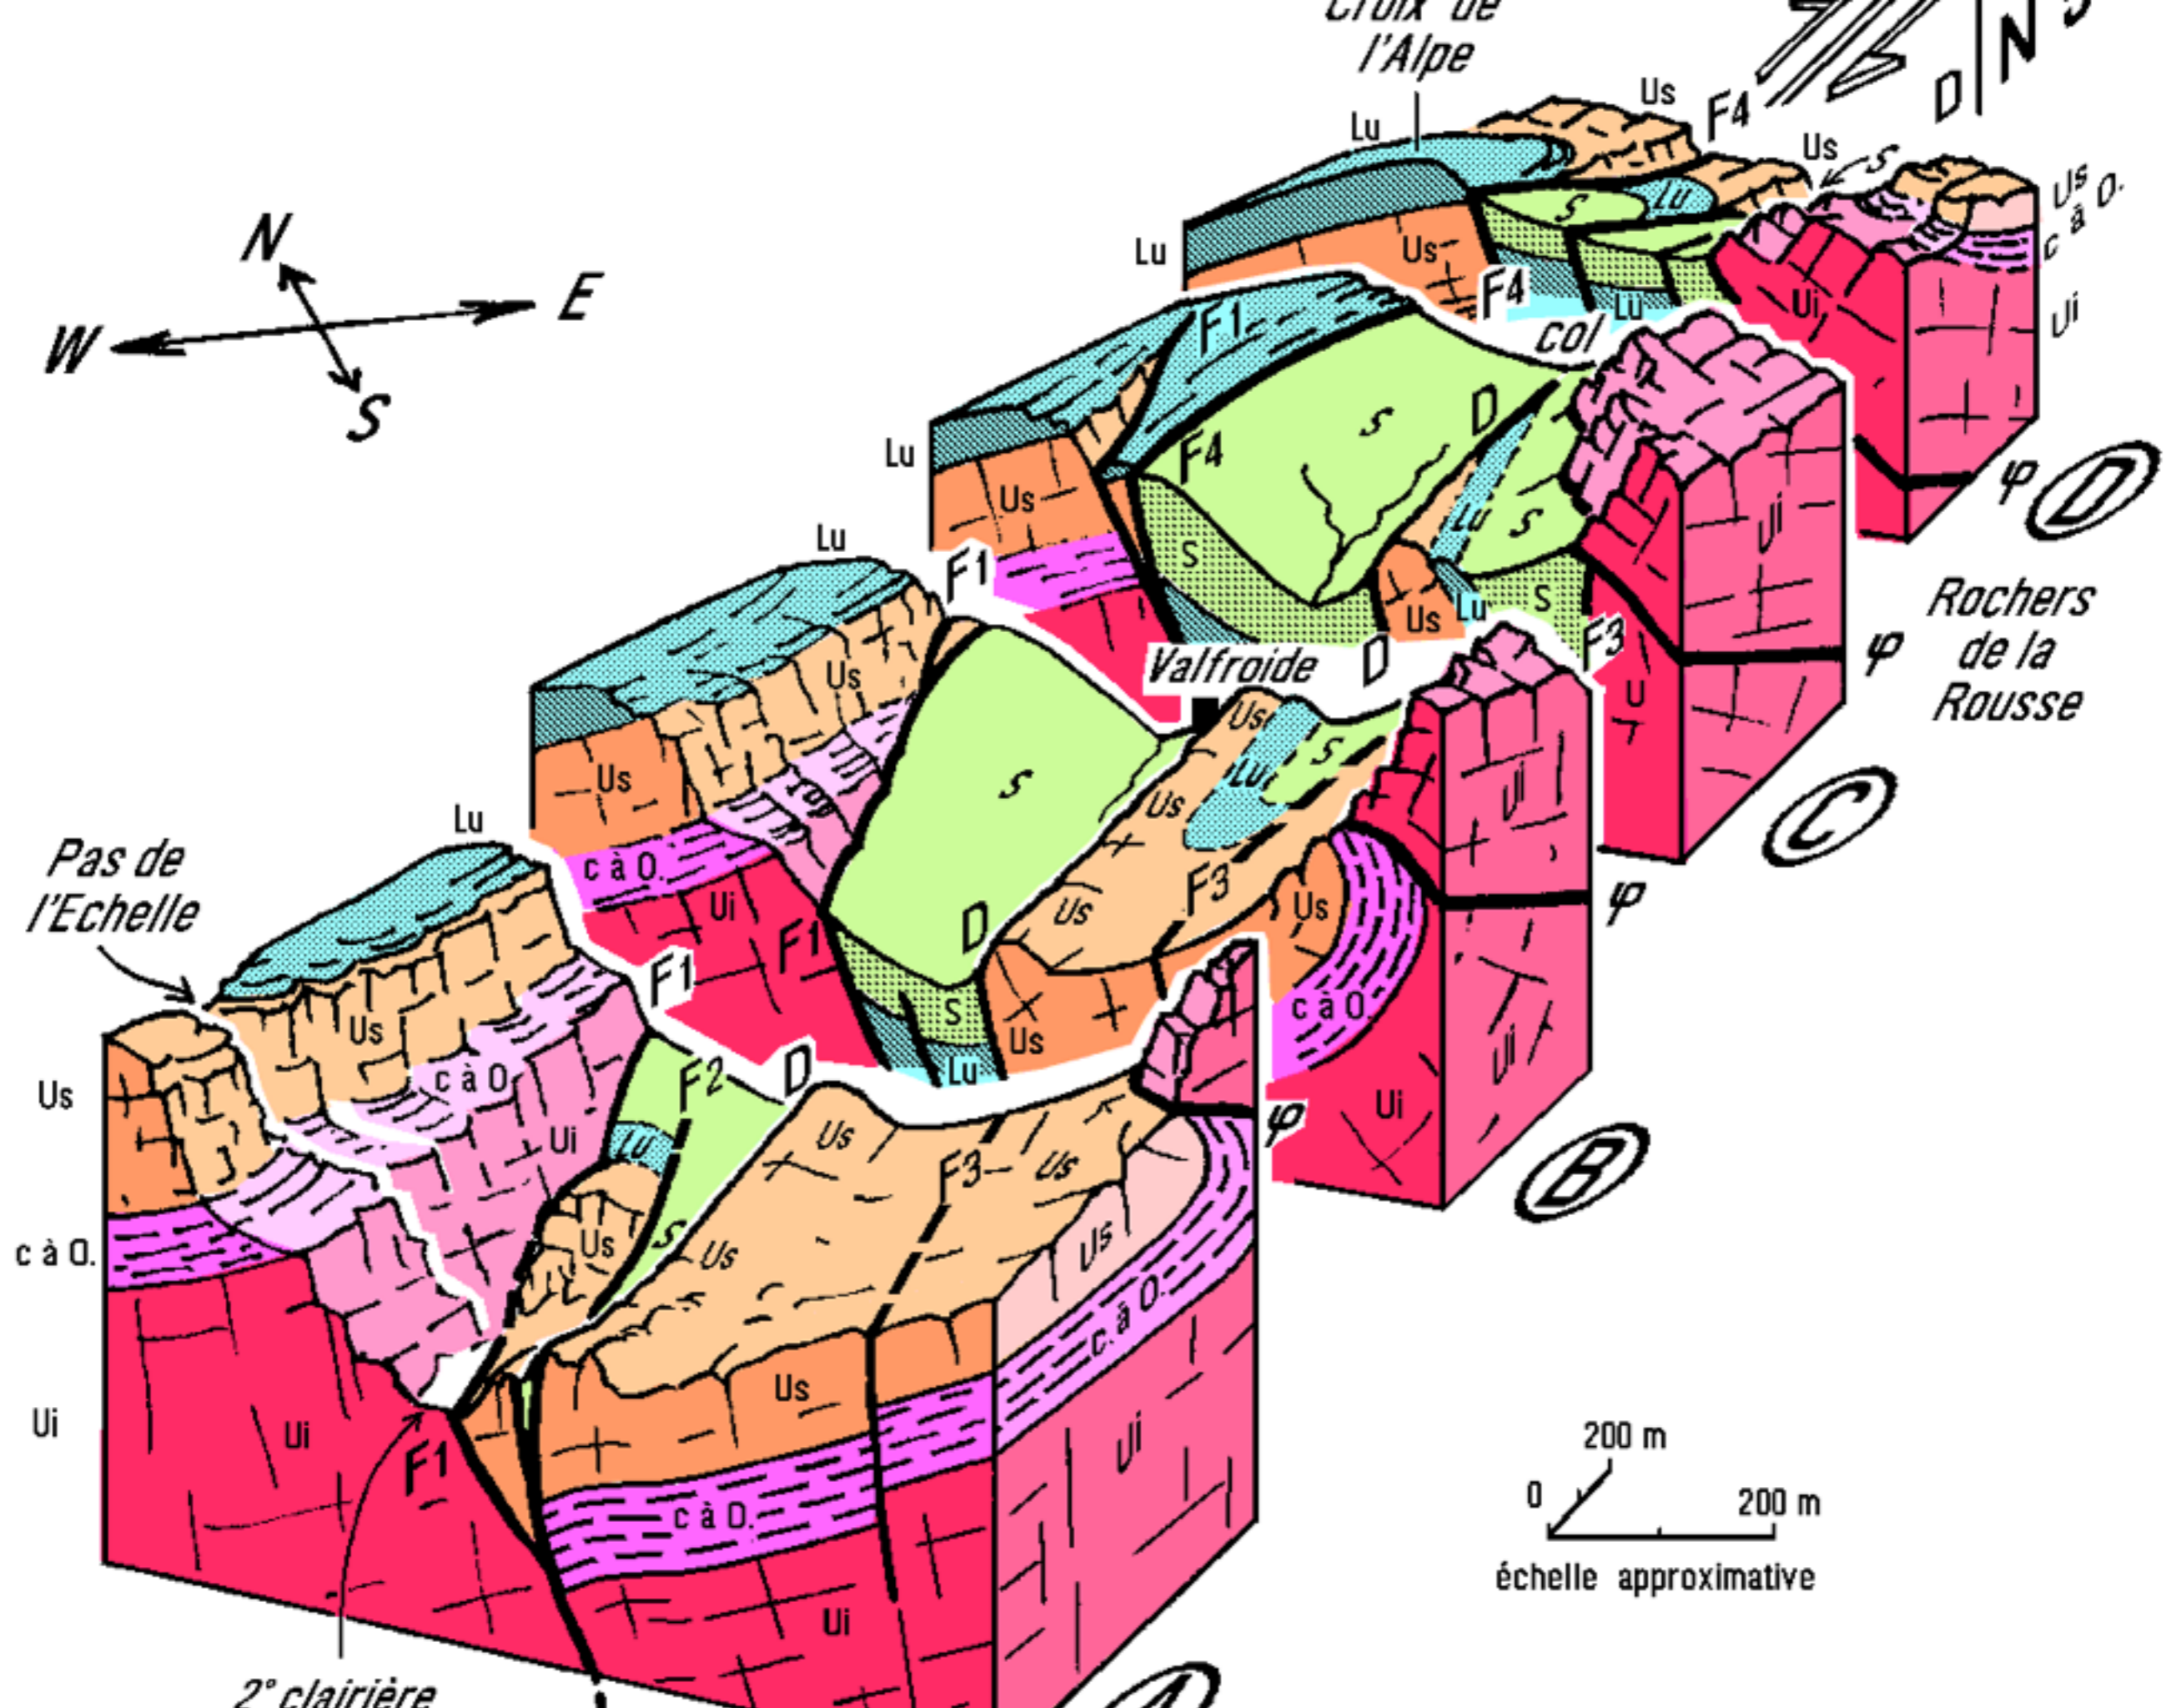 Croix de
l'Alpe
N
D
Us
F4
Lu
Us
S
Us
c à O.
Ui
S
Lu
Lu
Us
F4
Lu
Ui
col
N
W
E
S
F1
S
D
F4
Lu
Us
Lu
S
S
Ui
φ
D
Us
Lu
S
F3
Rochers
de la
Rousse
Lu
F1
Valfroide
D
U
φ
C
Us
Us
Lu
S
Ui
Us
S
Us
c à O.
Ui
F1
D
Us
F3
Us
φ
Lu
Pas de
l'Echelle
F1
S
Us
Lu
c à O.
Ui
Ui
B
Us
c à O
Ui
F2
D
Lu
S
Us
Us
Us
F3
Us
φ
Us
c à O.
Us
c à O.
Ui
Ui
F1
Us
c à O.
Ui
Ui
200 m
0
200 m
échelle approximative
2e clairière
A